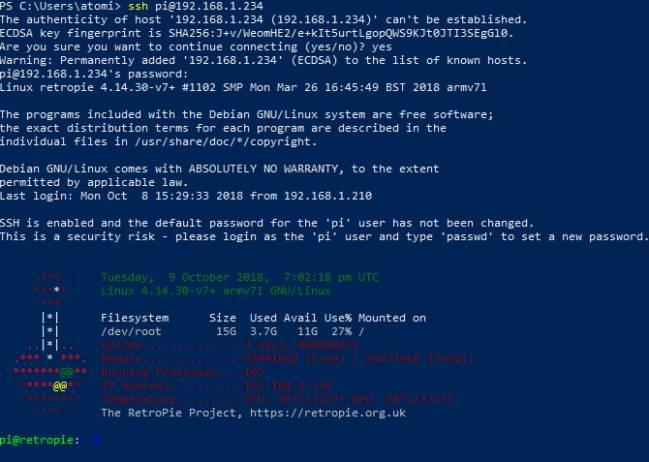 PS C:\Users\atomi> ssh pi@192.168.1.234
The authenticity of host '192.168.1.234 (192.168.1.234)' can't be established.
ECDSA key fingerprint is SHA256:J+v/WeomHE2/e+kIt5urtLgopQWS9KJt0JTI3SEgGl0.
Are you sure you want to continue connecting (yes/no)? yes
Warning: Permanently added '192.168.1.234' (ECDSA) to the list of known hosts.
pi@192.168.1.234's password:
Linux retropie 4.14.30-v7+ #1102 SMP Mon Mar 26 16:45:49 BST 2018 armv7l
The programs included with the Debian GNU/Linux system are free software;
the exact distribution terms for each program are described in the
individual files in /usr/share/doc/*/copyright.
Debian GNU/Linux comes with ABSOLUTELY NO WARRANTY, to the extent
permitted by applicable law.
Last login: Mon Oct  8 15:29:33 2018 from 192.168.1.210
SSH is enabled and the default password for the 'pi' user has not been changed.
This is a security risk - please login as the 'pi' user and type 'passwd' to set a new password.
Tuesday,  9 October 2018,  7:02:18 pm UTC
Linux 4.14.30-v7+ armv7l GNU/Linux
Filesystem      Size  Used Avail Use% Mounted on
/dev/root        15G  3.7G   11G  27% /
Uptime.............: 3 days, 09h04m47s
Memory.............: (Free) / (Total)
Running Processes..: 105
IP Address.........: 192.168.1.234
Temperature........: CPU: 56°C/132°F GPU: 56°C/132°F
The RetroPie Project, https://retropie.org.uk
pi@retropie: